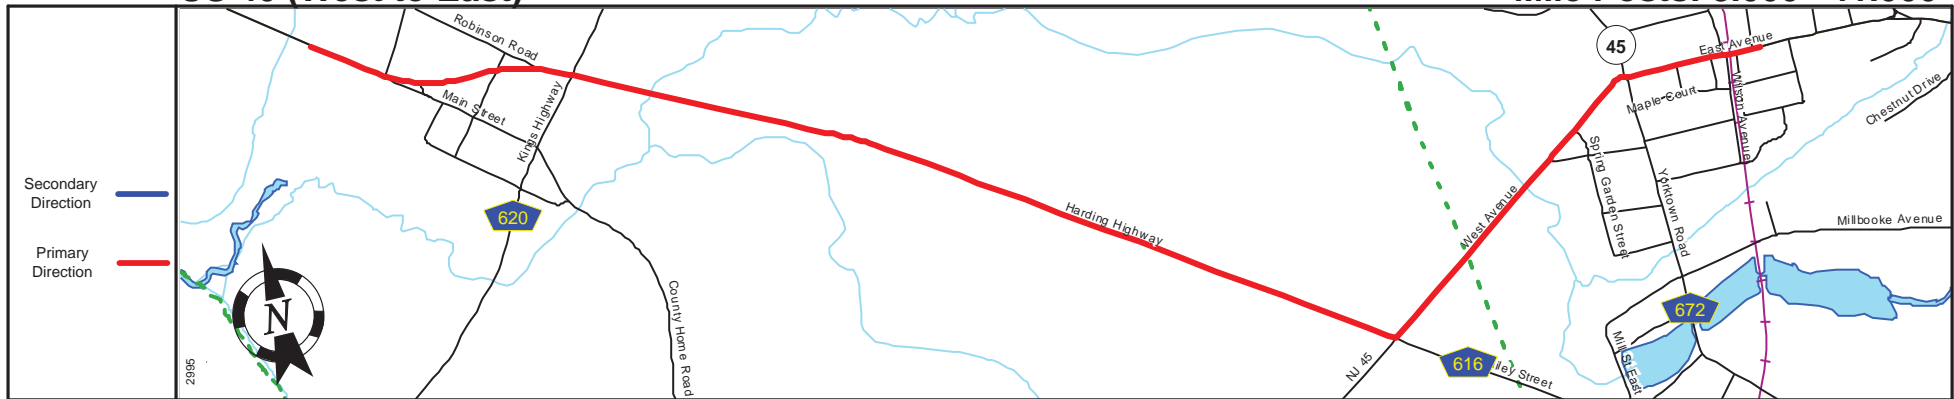 Secondary
Direction
Primary
Direction
Robinson Road
Main Street
Kings Highway
620
County Home Road
N
2995
Harding Highway
West Avenue
NJ 45
616
45
East Avenue
Maple Court
Wilson Avenue
Chestnut Drive
Spring Garden Street
Yorktown Road
Millbooke Avenue
672
Mill St East
Street